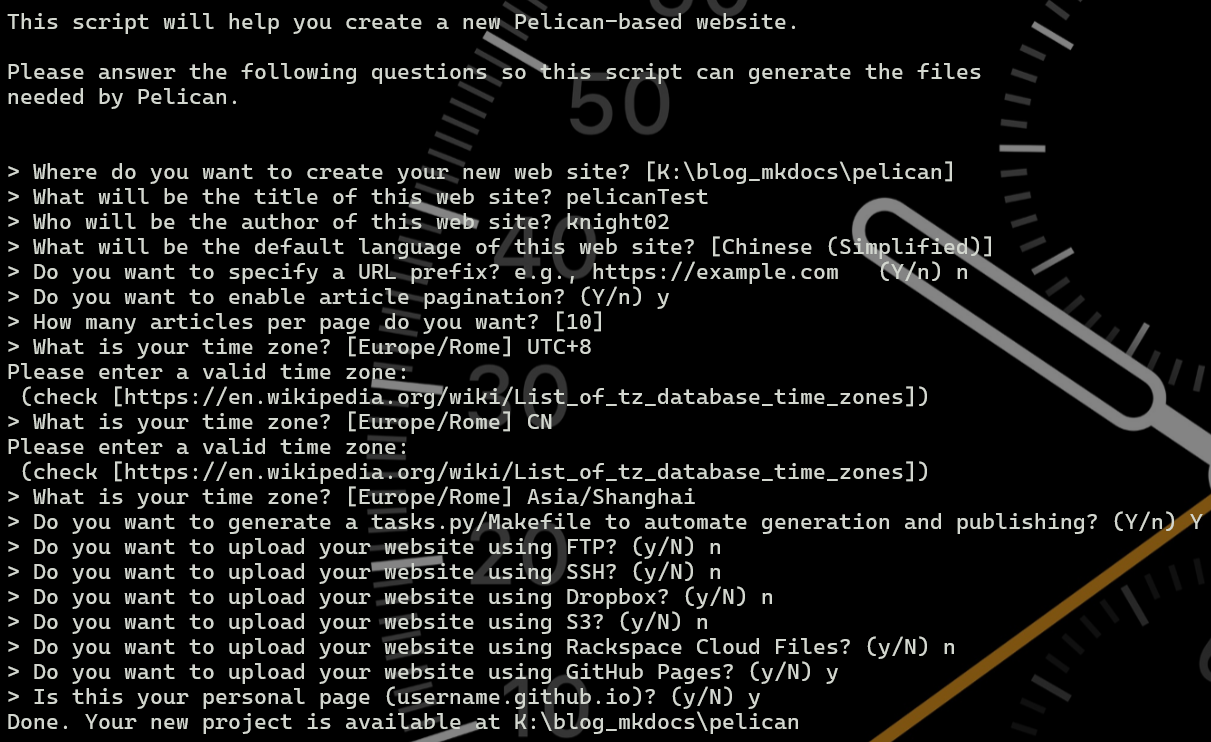 This script will help you create a new Pelican-based website.
Please answer the following questions so this script can generate the files
needed by Pelican.
> Where do you want to create your new web site? [K:\blog_mkdocs\pelican]
> What will be the title of this web site? pelicanTest
> Who will be the author of this web site? knight02
> What will be the default language of this web site? [Chinese (Simplified)]
> Do you want to specify a URL prefix? e.g., https://example.com   (Y/n) n
> Do you want to enable article pagination? (Y/n) y
> How many articles per page do you want? [10]
> What is your time zone? [Europe/Rome] UTC+8
Please enter a valid time zone:
 (check [https://en.wikipedia.org/wiki/List_of_tz_database_time_zones])
> What is your time zone? [Europe/Rome] CN
Please enter a valid time zone:
 (check [https://en.wikipedia.org/wiki/List_of_tz_database_time_zones])
> What is your time zone? [Europe/Rome] Asia/Shanghai
> Do you want to generate a tasks.py/Makefile to automate generation and publishing? (Y/n) Y
> Do you want to upload your website using FTP? (y/N) n
> Do you want to upload your website using SSH? (y/N) n
> Do you want to upload your website using Dropbox? (y/N) n
> Do you want to upload your website using S3? (y/N) n
> Do you want to upload your website using Rackspace Cloud Files? (y/N) n
> Do you want to upload your website using GitHub Pages? (y/N) y
> Is this your personal page (username.github.io)? (y/N) y
Done. Your new project is available at K:\blog_mkdocs\pelican
50
40
30
20
10